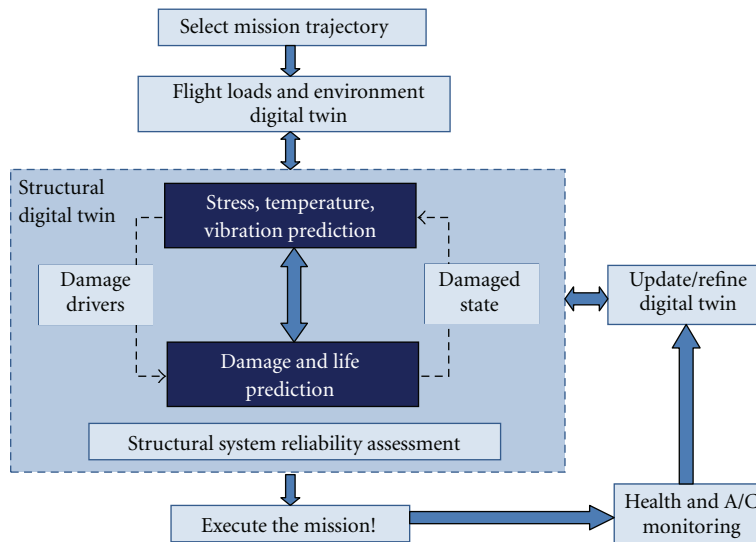 Select mission trajectory
Flight loads and environment
digital twin
Structural
digital twin
Stress, temperature,
vibration prediction
Damage
drivers
Damaged
state
Damage and life
prediction
Structural system reliability assessment
Update/refine
digital twin
Execute the mission!
Health and A/C
monitoring